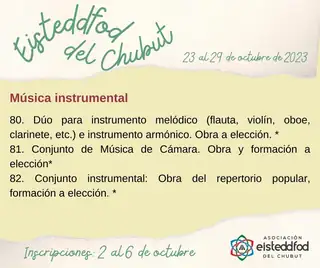 Eisteddfod
del Chubut
23 al 29 de octubre de 2023
Música instrumental
80. Dúo para instrumento melódico (flauta, violín, oboe,
clarinete, etc.) e instrumento armónico. Obra a elección. *
81. Conjunto de Música de Cámara. Obra y formación a
elección*
82. Conjunto instrumental: Obra del repertorio popular,
formación a elección. *
Inscripciones: 2 al 6 de octubre
ASOCIACIÓN
eisteddfod
DEL CHUBUT